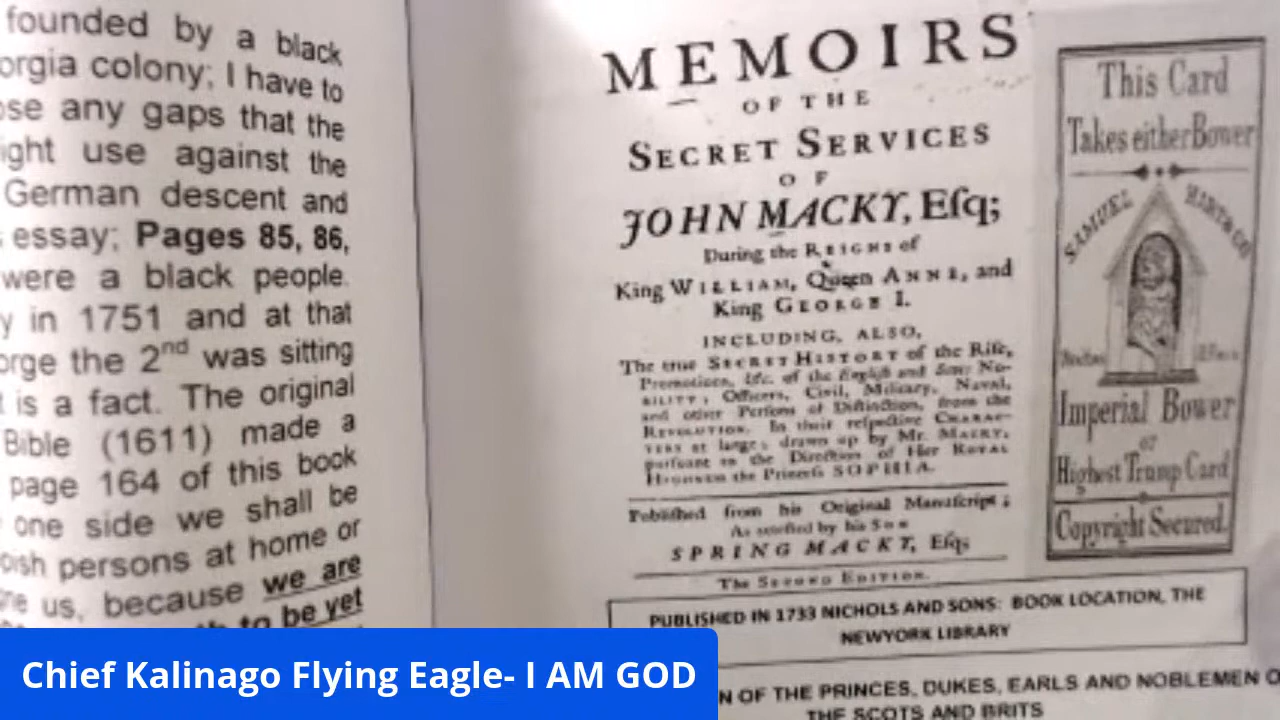 founded by a black
orgia colony; I have to
ose any gaps that the
ight use against the
German descent and
essay; Pages 85, 86,
were a black people.
y in 1751 and at that
orge the 2nd was sitting
t is a fact. The original
Bible (1611) made a
page 164 of this book
one side we shall be
oish persons at home or
us, because we are
to be yet
MEMOIRS
OF THE
SECRET SERVICES
OF
JOHN MACKY, Eſq;
During the REIGNS of
King WILLIAM, Queen ANNE, and
King GEORGE I.
INCLUDING, ALSO,
The true SECRET HISTORY of the Riſe,
Promotions, &c. of the Engliſh and Scots No-
BILITY; Officers, Civil, Military, Naval,
and other Perſons of Diſtinction, from the
REVOLUTION. In their reſpective CHARAC-
TERS at large; drawn up by Mr. MACKY,
purſuant to the Direction of Her ROYAL
HIGHNESS the Princeſs SOPHIA.
Publiſhed from his Original Manuſcript;
As atteſted by his Son
SPRING MACKY, Eſq;
The SECOND EDITION.
PUBLISHED IN 1733 NICHOLS AND SONS: BOOK LOCATION, THE
NEWYORK LIBRARY
N OF THE PRINCES, DUKES, EARLS AND NOBLEMEN O
THE SCOTS AND BRITS
This Card
Takes either Bower
SAMUEL HART & CO
Imperial Bower
or
Highest Trump Card
Copyright Secured.
Chief Kalinago Flying Eagle- I AM GOD